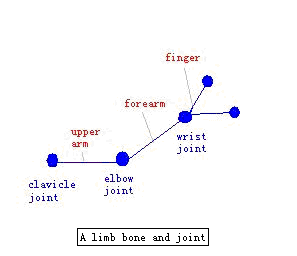 finger
forearm
upper
arm
wrist
joint
elbow
joint
clavicle
joint
A limb bone and joint